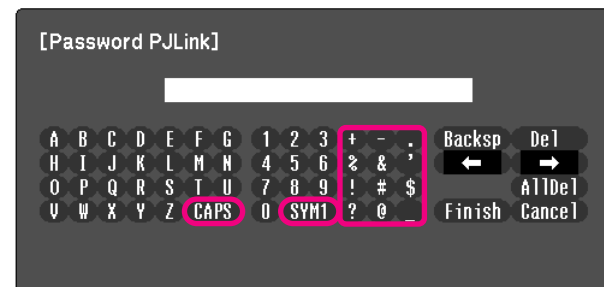 [Password PJLink]
A B C D E F G 1 2 3 + - . Backsp Del
H I J K L M N 4 5 6 % & ' ← →
O P Q R S T U 7 8 9 ! # $ AllDel
V W X Y Z CAPS 0 SYM1 ? @ _ Finish Cancel